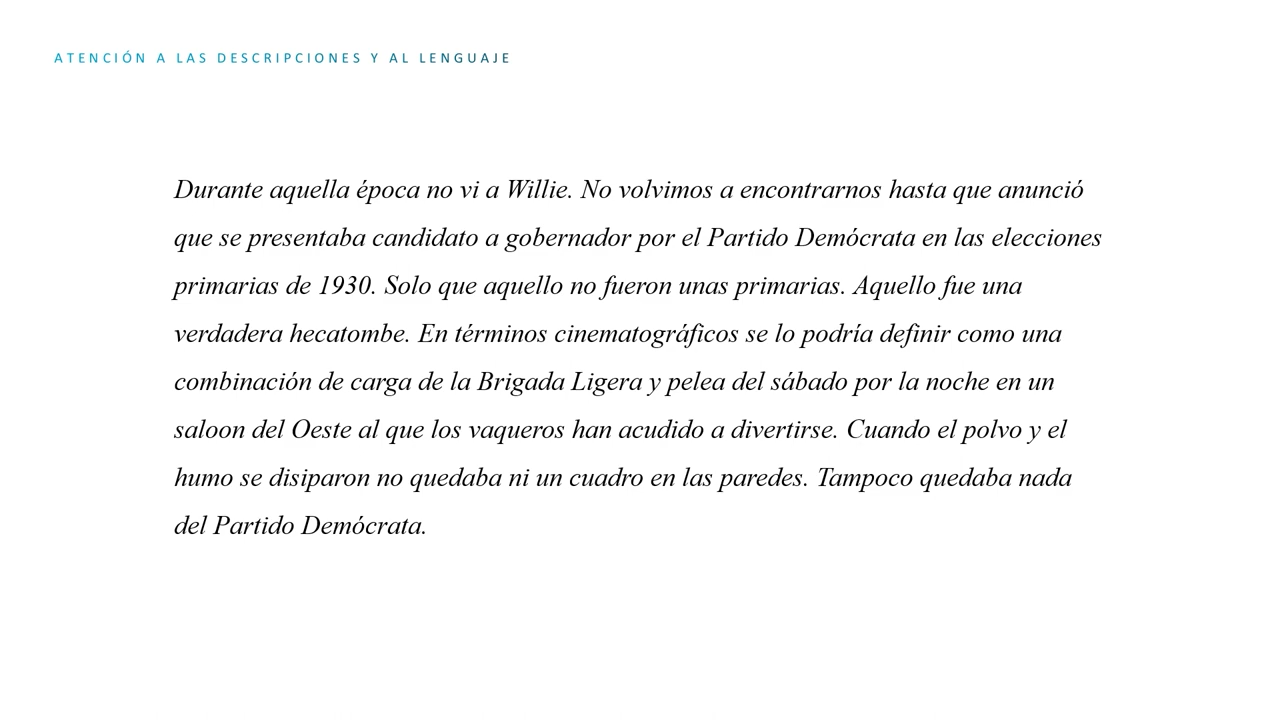 ATENCIÓN A LAS DESCRIPCIONES Y AL LENGUAJE
Durante aquella época no vi a Willie. No volvimos a encontrarnos hasta que anunció
que se presentaba candidato a gobernador por el Partido Demócrata en las elecciones
primarias de 1930. Solo que aquello no fueron unas primarias. Aquello fue una
verdadera hecatombe. En términos cinematográficos se lo podría definir como una
combinación de carga de la Brigada Ligera y pelea del sábado por la noche en un
saloon del Oeste al que los vaqueros han acudido a divertirse. Cuando el polvo y el
humo se disiparon no quedaba ni un cuadro en las paredes. Tampoco quedaba nada
del Partido Demócrata.